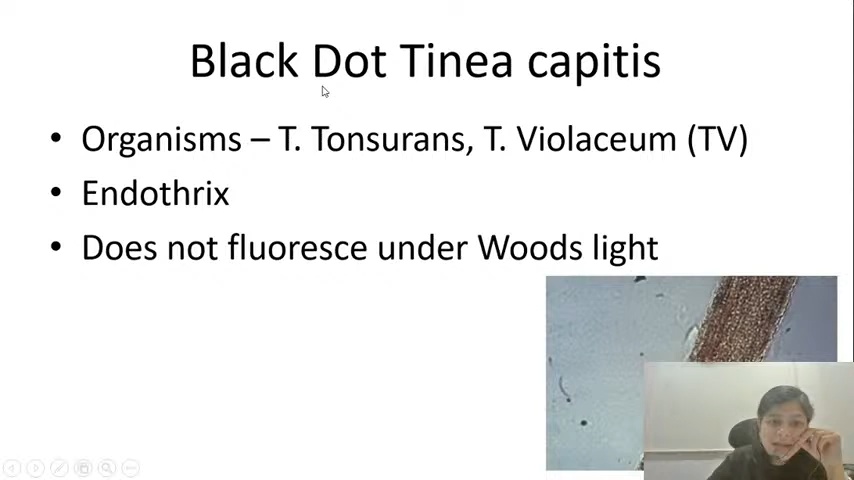 Black Dot Tinea capitis
• Organisms – T. Tonsurans, T. Violaceum (TV)
• Endothrix
• Does not fluoresce under Woods light